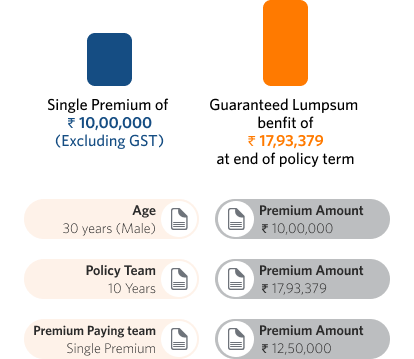 Single Premium of
₹ 10,00,000
(Excluding GST)
Guaranteed Lumpsum
benfit of
₹ 17,93,379
at end of policy term
Age
30 years (Male)
Premium Amount
₹ 10,00,000
Policy Team
10 Years
Premium Amount
₹ 17,93,379
Premium Paying team
Single Premium
Premium Amount
₹ 12,50,000